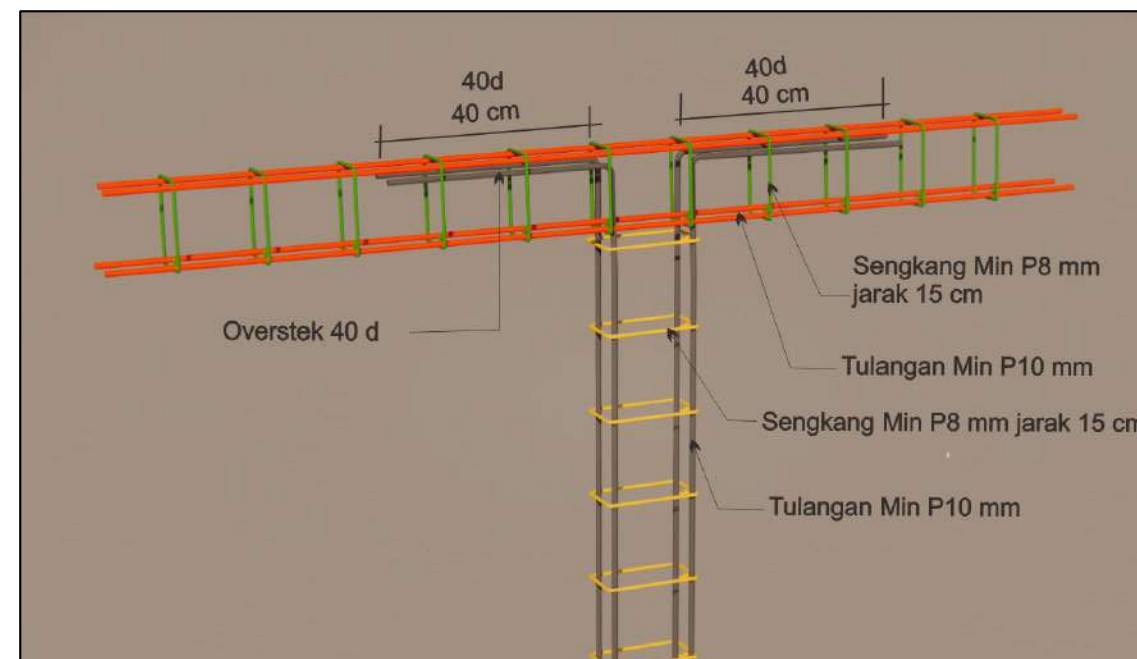 40d
40 cm
40d
40 cm
Sengkang Min P8 mm
jarak 15 cm
Overstek 40 d
Tulangan Min P10 mm
Sengkang Min P8 mm jarak 15 cm
Tulangan Min P10 mm